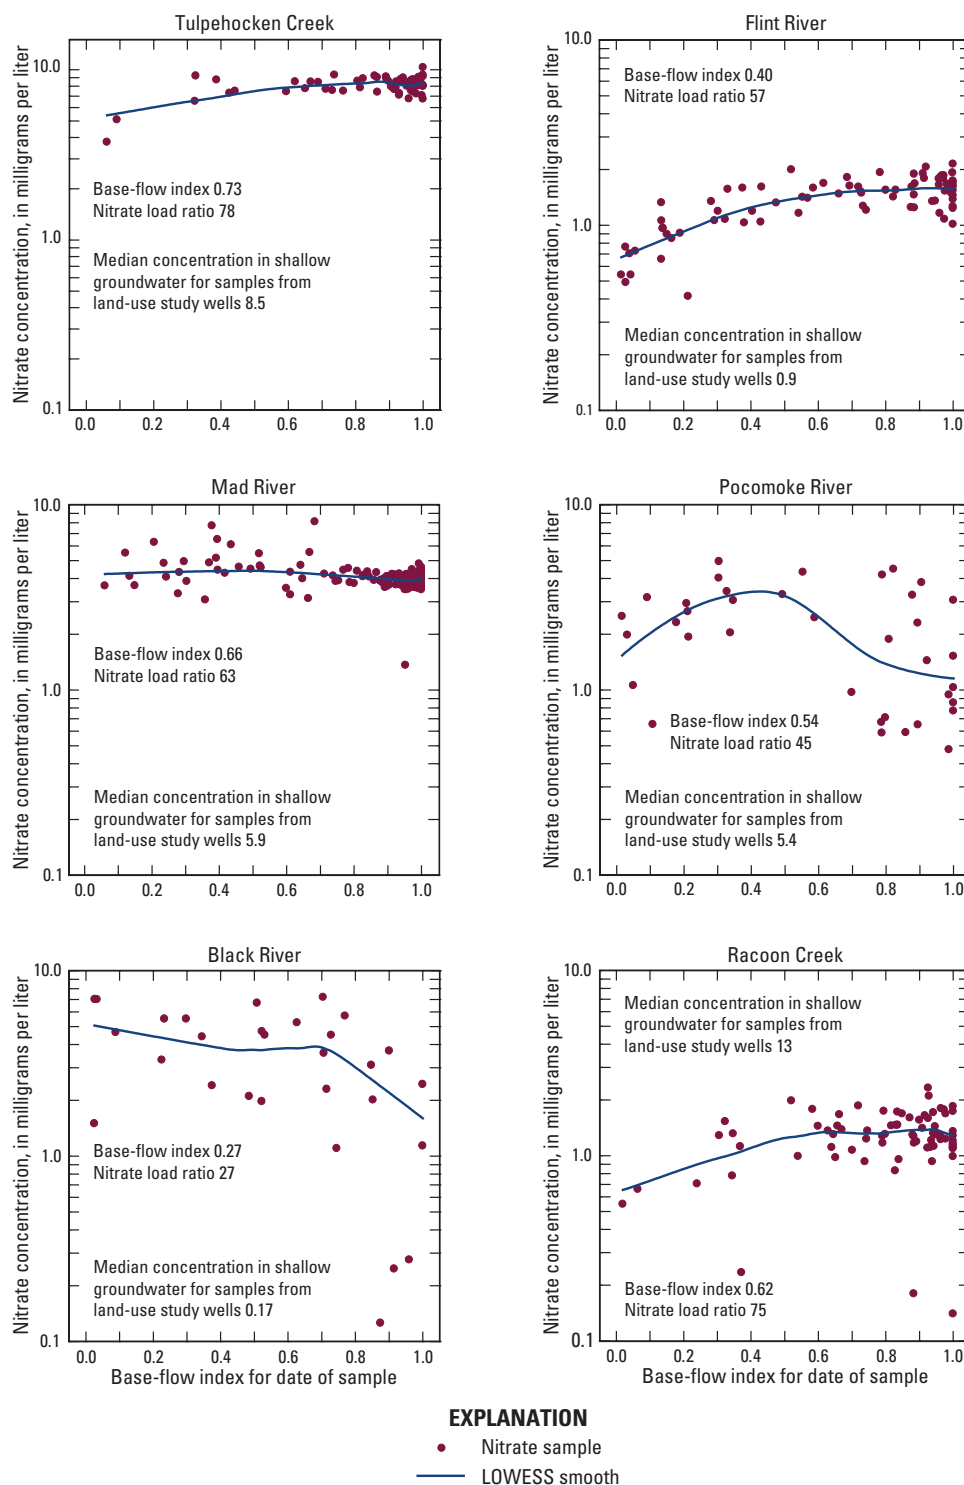 Tulpehocken Creek
Nitrate concentration, in milligrams per liter
10.0
1.0
0.1
Base-flow index 0.73
Nitrate load ratio 78
Median concentration in shallow
groundwater for samples from
land-use study wells 8.5
0.0 0.2 0.4 0.6 0.8 1.0
Flint River
Nitrate concentration, in milligrams per liter
10.0
1.0
0.1
Base-flow index 0.40
Nitrate load ratio 57
Median concentration in shallow
groundwater for samples from
land-use study wells 0.9
0.0 0.2 0.4 0.6 0.8 1.0
Mad River
Nitrate concentration, in milligrams per liter
10.0
1.0
0.1
Base-flow index 0.66
Nitrate load ratio 63
Median concentration in shallow
groundwater for samples from
land-use study wells 5.9
0.0 0.2 0.4 0.6 0.8 1.0
Pocomoke River
Nitrate concentration, in milligrams per liter
10.0
1.0
0.1
Base-flow index 0.54
Nitrate load ratio 45
Median concentration in shallow
groundwater for samples from
land-use study wells 5.4
0.0 0.2 0.4 0.6 0.8 1.0
Black River
Nitrate concentration, in milligrams per liter
10.0
1.0
0.1
Base-flow index 0.27
Nitrate load ratio 27
Median concentration in shallow
groundwater for samples from
land-use study wells 0.17
0.0 0.2 0.4 0.6 0.8 1.0
Base-flow index for date of sample
Racoon Creek
Nitrate concentration, in milligrams per liter
10.0
1.0
0.1
Median concentration in shallow
groundwater for samples from
land-use study wells 13
Base-flow index 0.62
Nitrate load ratio 75
0.0 0.2 0.4 0.6 0.8 1.0
Base-flow index for date of sample
EXPLANATION
Nitrate sample
LOWESS smooth